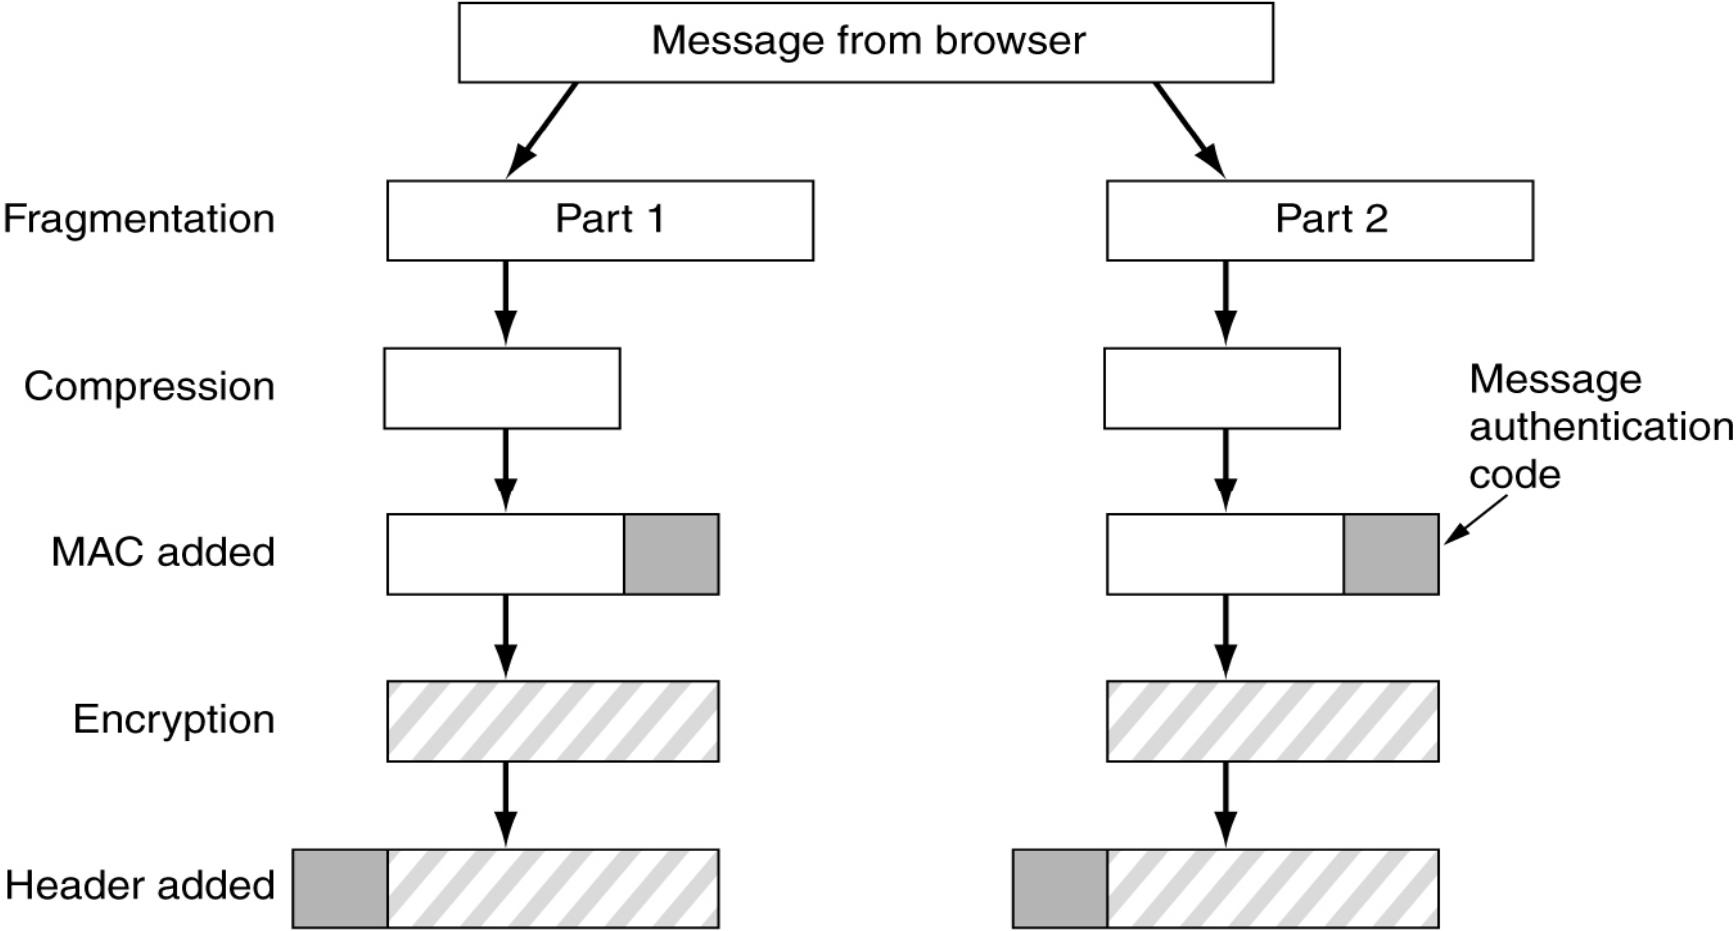 Message from browser
Fragmentation
Part 1
Part 2
Compression
Message
authentication
code
MAC added
Encryption
Header added